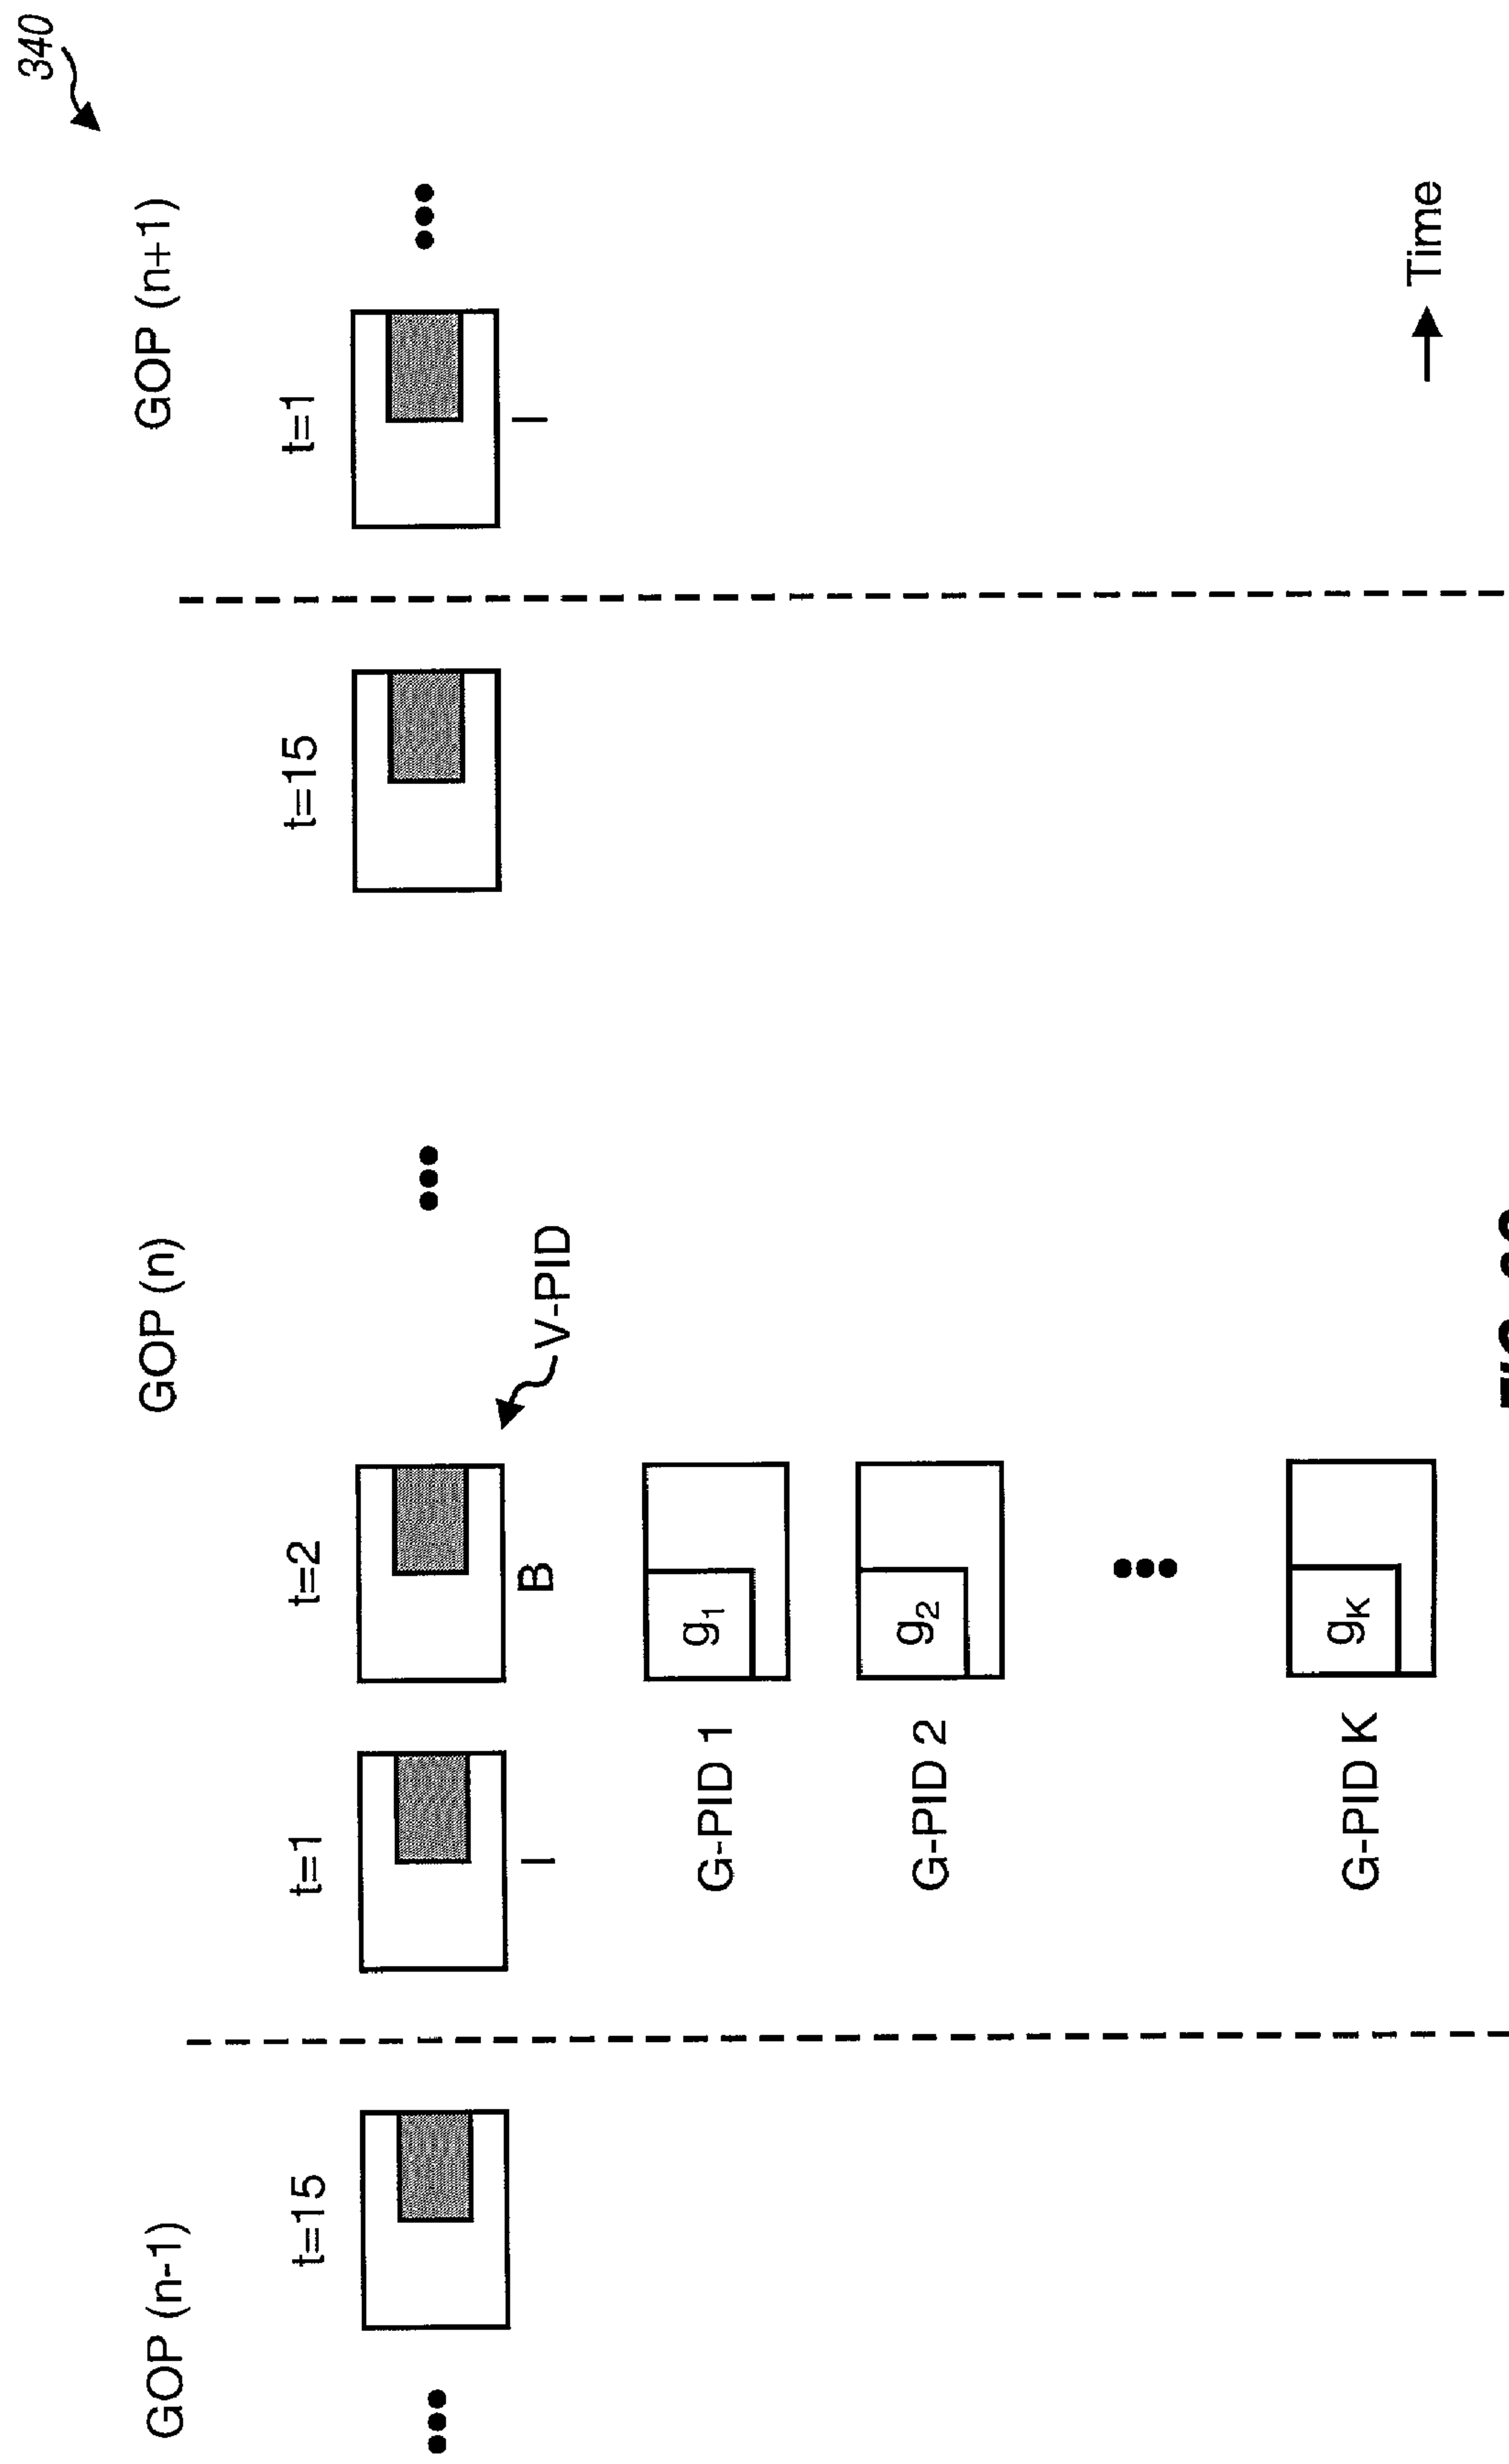 340
GOP (n-1)
GOP (n)
GOP (n+1)
t=15
t=1
t=2
t=15
t=1
I
B
I
V-PID
G-PID 1
g1
G-PID 2
g2
G-PID K
gK
Time